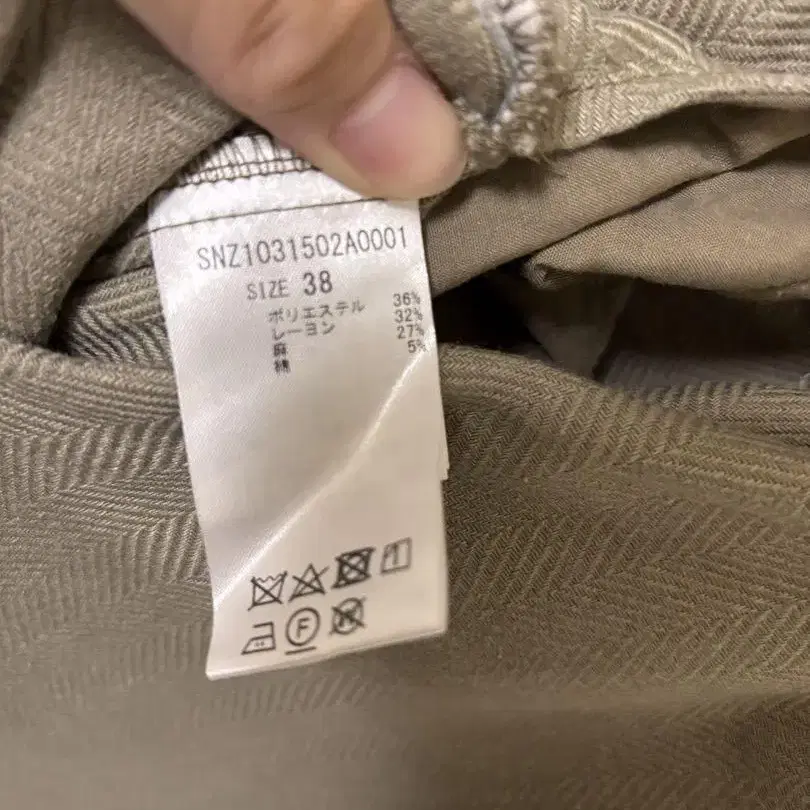 SNZ1031502A0001
SIZE 38
ポリエステル 36%
レーヨン 32%
麻 27%
綿 5%
F